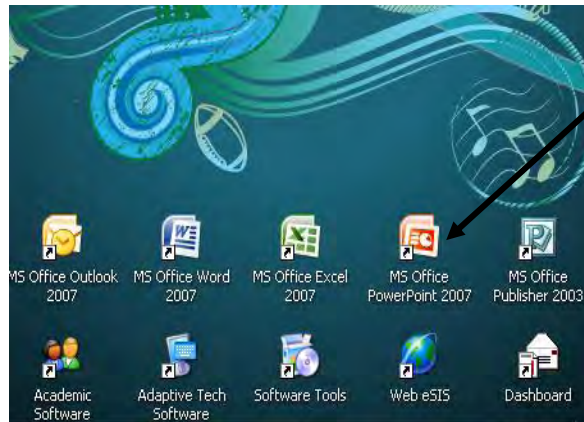 MS Office Outlook
2007
MS Office Word
2007
MS Office Excel
2007
MS Office
PowerPoint 2007
MS Office
Publisher 2003
Academic
Software
Adaptive Tech
Software
Software Tools
Web eSIS
Dashboard